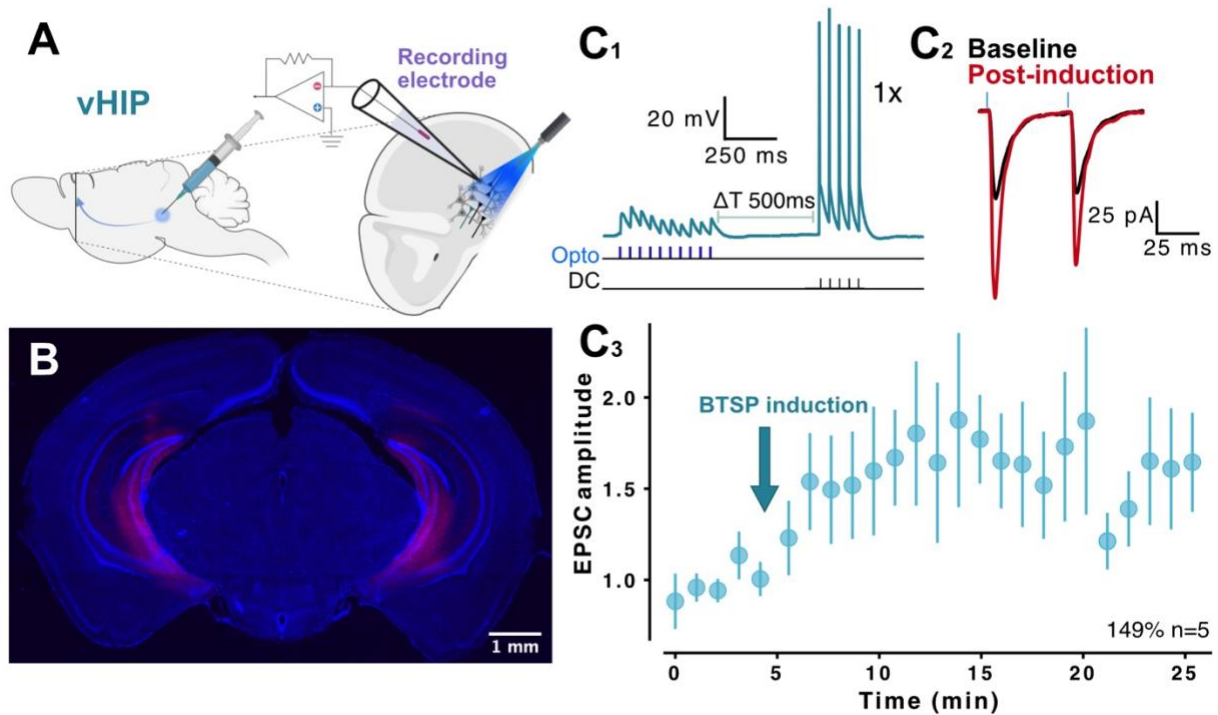 A
vHIP
Recording
electrode
C1
20 mV
250 ms
1x
ΔT 500ms
Opto
DC
C2
Baseline
Post-induction
25 pA
25 ms
B
1 mm
C3
EPSC amplitude
2.0
1.5
1.0
BTSP induction
149% n=5
0 5 10 15 20 25
Time (min)